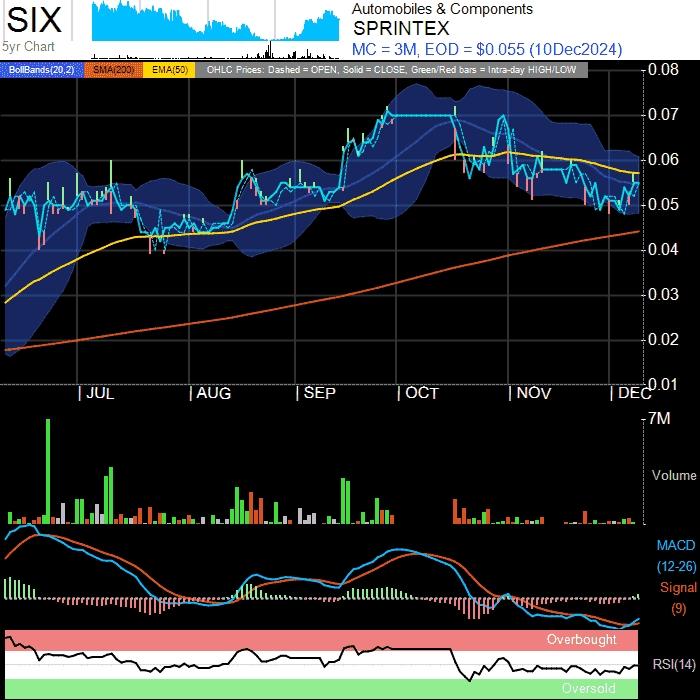 SIX
5yr Chart
Automobiles & Components
SPRINTEX
MC = 3M, EOD = $0.055 (10Dec2024)
BollBands(20,2) SMA(200) EMA(50) OHLC Prices: Dashed = OPEN, Solid = CLOSE, Green/Red bars = Intra-day HIGH/LOW
0.08
0.07
0.06
0.05
0.04
0.03
0.02
0.01
JUL AUG SEP OCT NOV DEC
7M
Volume
MACD
(12-26)
Signal
(9)
Overbought
RSI(14)
Oversold